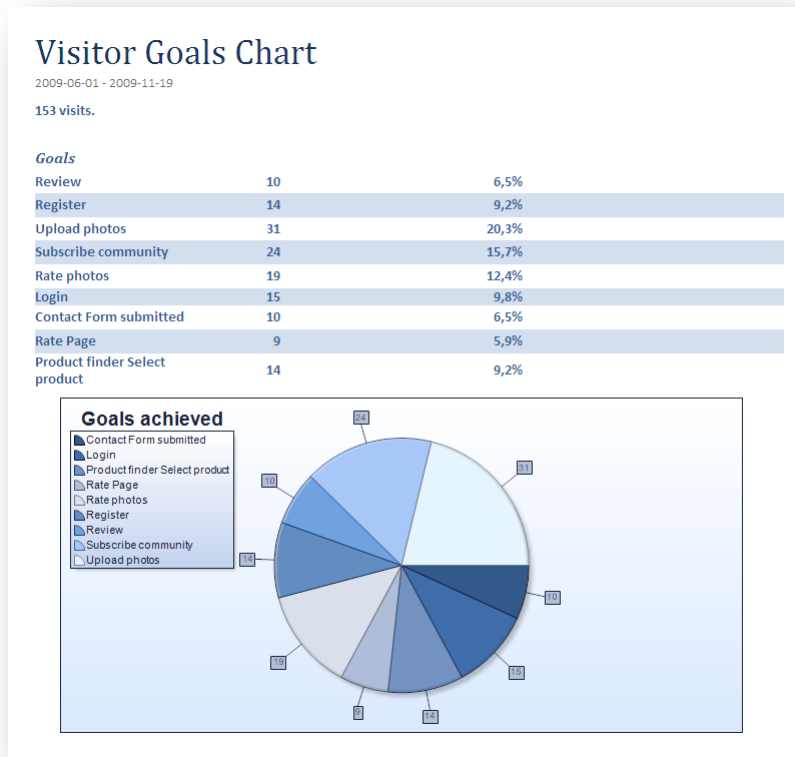 Visitor Goals Chart
2009-06-01 - 2009-11-19
153 visits.
Goals
Review 10 6,5%
Register 14 9,2%
Upload photos 31 20,3%
Subscribe community 24 15,7%
Rate photos 19 12,4%
Login 15 9,8%
Contact Form submitted 10 6,5%
Rate Page 9 5,9%
Product finder Select
product 14 9,2%
Goals achieved
Contact Form submitted
Login
Product finder Select product
Rate Page
Rate photos
Register
Review
Subscribe community
Upload photos
24
31
10
14
10
19
15
9
14